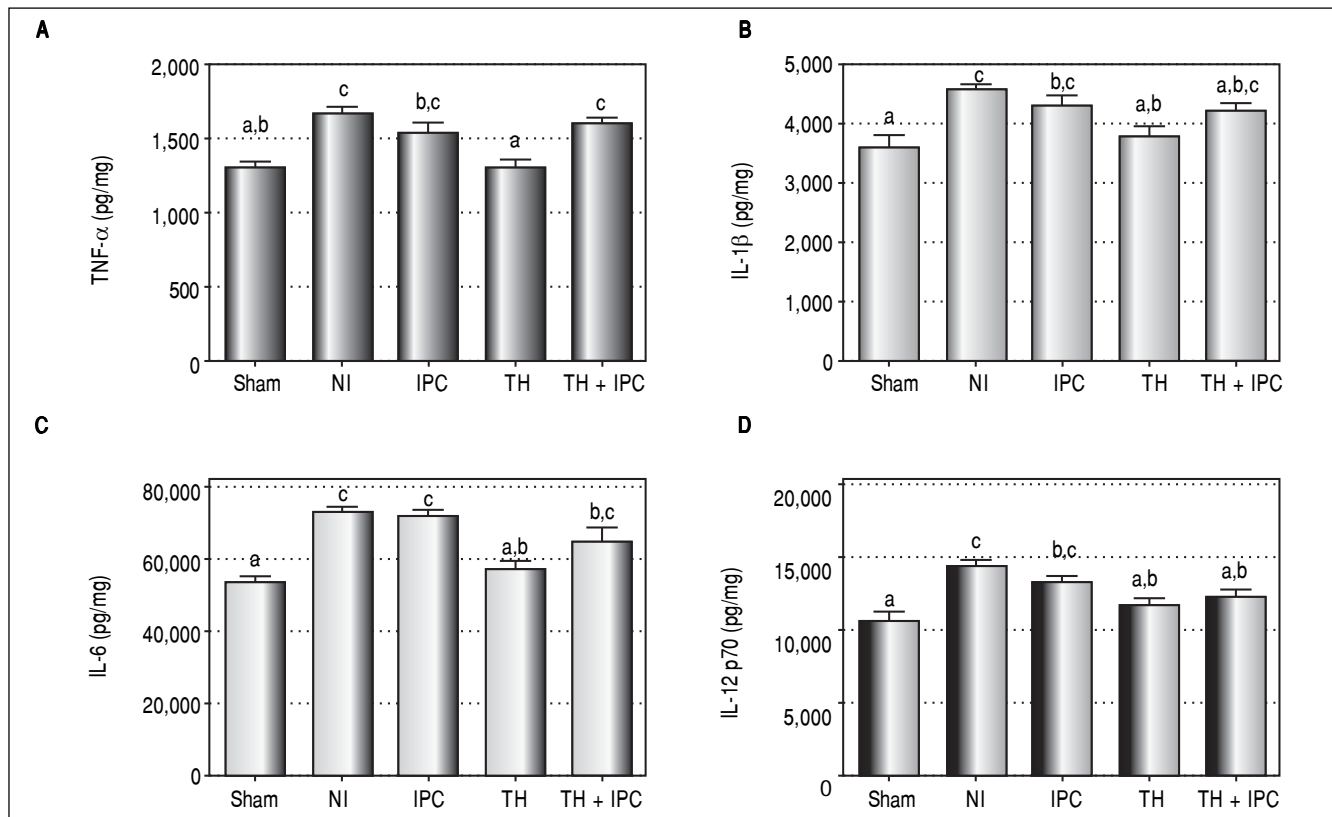 A
TNF-α (pg/mg)
2,000
1,500
1,000
500
0
a,b
c
b,c
a
c
Sham NI IPC TH TH + IPC
B
IL-1β (pg/mg)
5,000
4,000
3,000
2,000
1,000
0
a
c
b,c
a,b
a,b,c
Sham NI IPC TH TH + IPC
C
IL-6 (pg/mg)
80,000
60,000
40,000
20,000
0
a
c
c
a,b
b,c
Sham NI IPC TH TH + IPC
D
IL-12 p70 (pg/mg)
20,000
15,000
10,000
5,000
0
a
c
b,c
a,b
a,b
Sham NI IPC TH TH + IPC